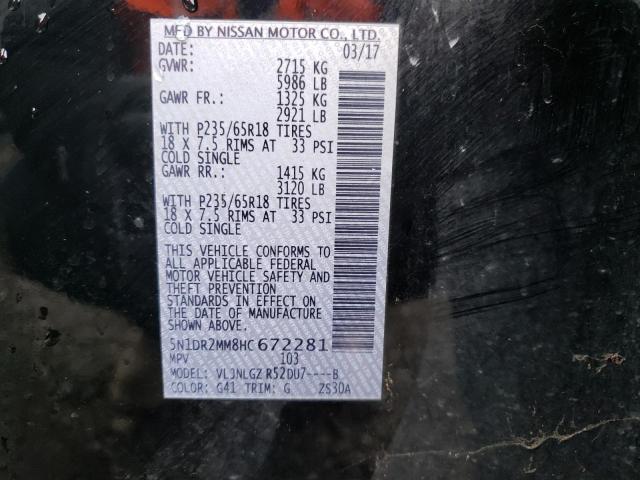 MFD BY NISSAN MOTOR CO., LTD.
DATE: 03/17
GVWR: 2715 KG
5986 LB
GAWR FR.: 1325 KG
2921 LB
WITH P235/65R18 TIRES
18 X 7.5 RIMS AT 33 PSI
COLD SINGLE
GAWR RR.: 1415 KG
3120 LB
WITH P235/65R18 TIRES
18 X 7.5 RIMS AT 33 PSI
COLD SINGLE
THIS VEHICLE CONFORMS TO
ALL APPLICABLE FEDERAL
MOTOR VEHICLE SAFETY AND
THEFT PREVENTION
STANDARDS IN EFFECT ON
THE DATE OF MANUFACTURE
SHOWN ABOVE.
5N1DR2MM8HC672281
MPV 103
MODEL: VLJNLGZ R52DU7----B
COLOR: G41 TRIM: G 2S30A